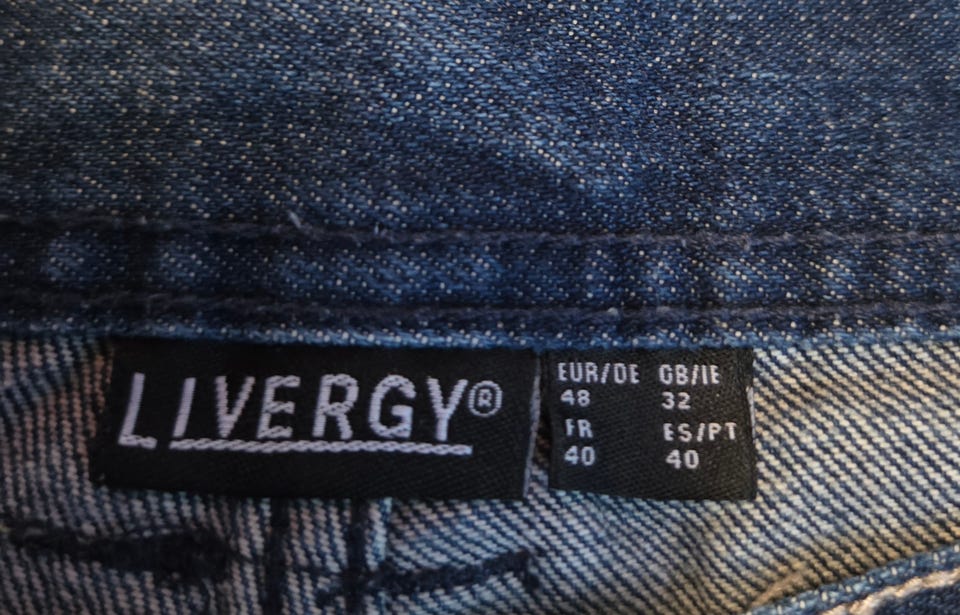 LIVERGY®
EUR/DE GB/IE
48 32
FR ES/PT
40 40